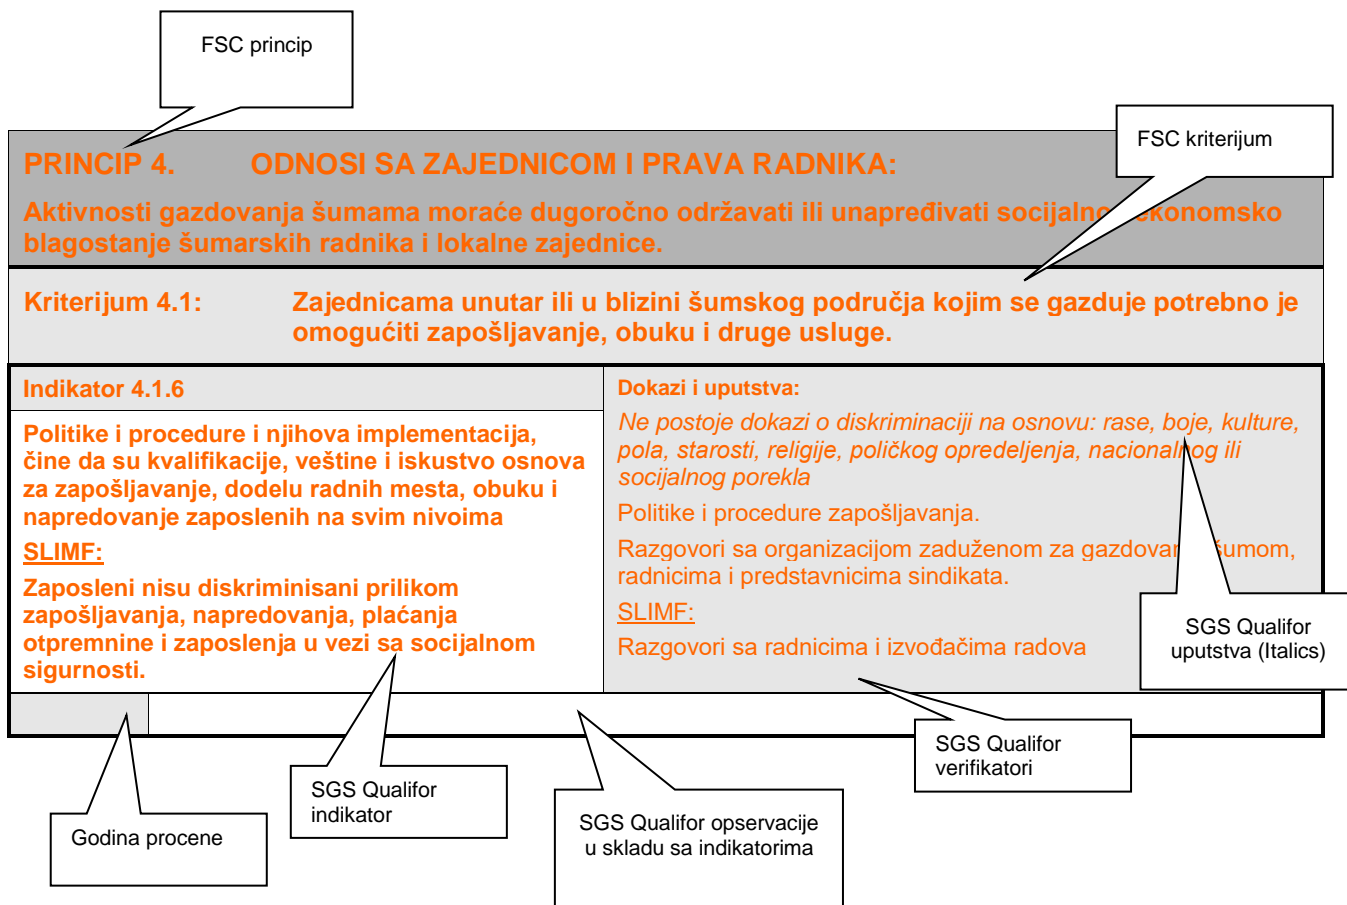 FSC princip
FSC kriterijum
PRINCIP 4. ODNOSI SA ZAJEDNICOM I PRAVA RADNIKA:
Aktivnosti gazdovanja šumama moraće dugoročno održavati ili unapređivati socijalno ekonomsko
blagostanje šumarskih radnika i lokalne zajednice.
Kriterijum 4.1: Zajednicama unutar ili u blizini šumskog područja kojim se gazduje potrebno je
omogućiti zapošljavanje, obuku i druge usluge.
Indikator 4.1.6
Politike i procedure i njihova implementacija,
čine da su kvalifikacije, veštine i iskustvo osnova
za zapošljavanje, dodelu radnih mesta, obuku i
napredovanje zaposlenih na svim nivoima
SLIMF:
Zaposleni nisu diskriminisani prilikom
zapošljavanja, napredovanja, plaćanja
otpremnine i zaposlenja u vezi sa socijalnom
sigurnosti.
Dokazi i uputstva:
Ne postoje dokazi o diskriminaciji na osnovu: rase, boje, kulture,
pola, starosti, religije, poličkog opredeljenja, nacionalnog ili
socijalnog porekla
Politike i procedure zapošljavanja.
Razgovori sa organizacijom zaduženom za gazdovanje šumom,
radnicima i predstavnicima sindikata.
SLIMF:
Razgovori sa radnicima i izvođačima radova
SGS Qualifor
uputstva (Italics)
SGS Qualifor
verifikatori
SGS Qualifor
indikator
SGS Qualifor opservacije
u skladu sa indikatorima
Godina procene